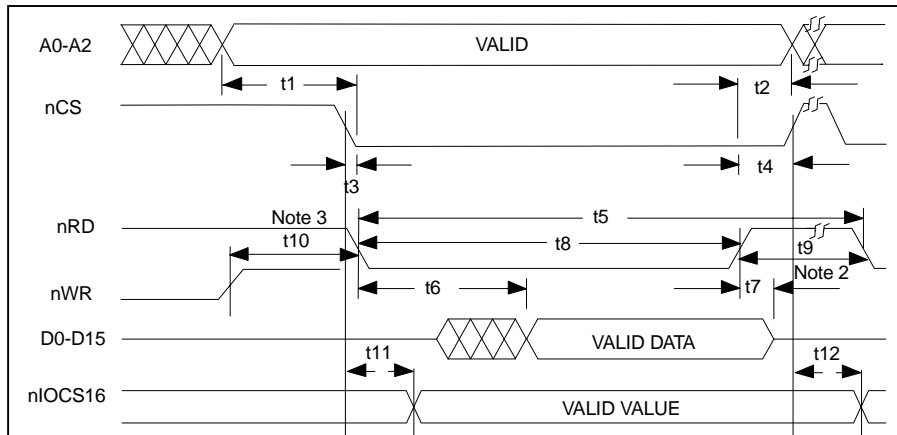 A0-A2
VALID
t1
t2
nCS
t3
t4
nRD
Note 3
t5
t10
t8
t9
nWR
t6
t7
Note 2
D0-D15
VALID DATA
t11
t12
nIOCS16
VALID VALUE